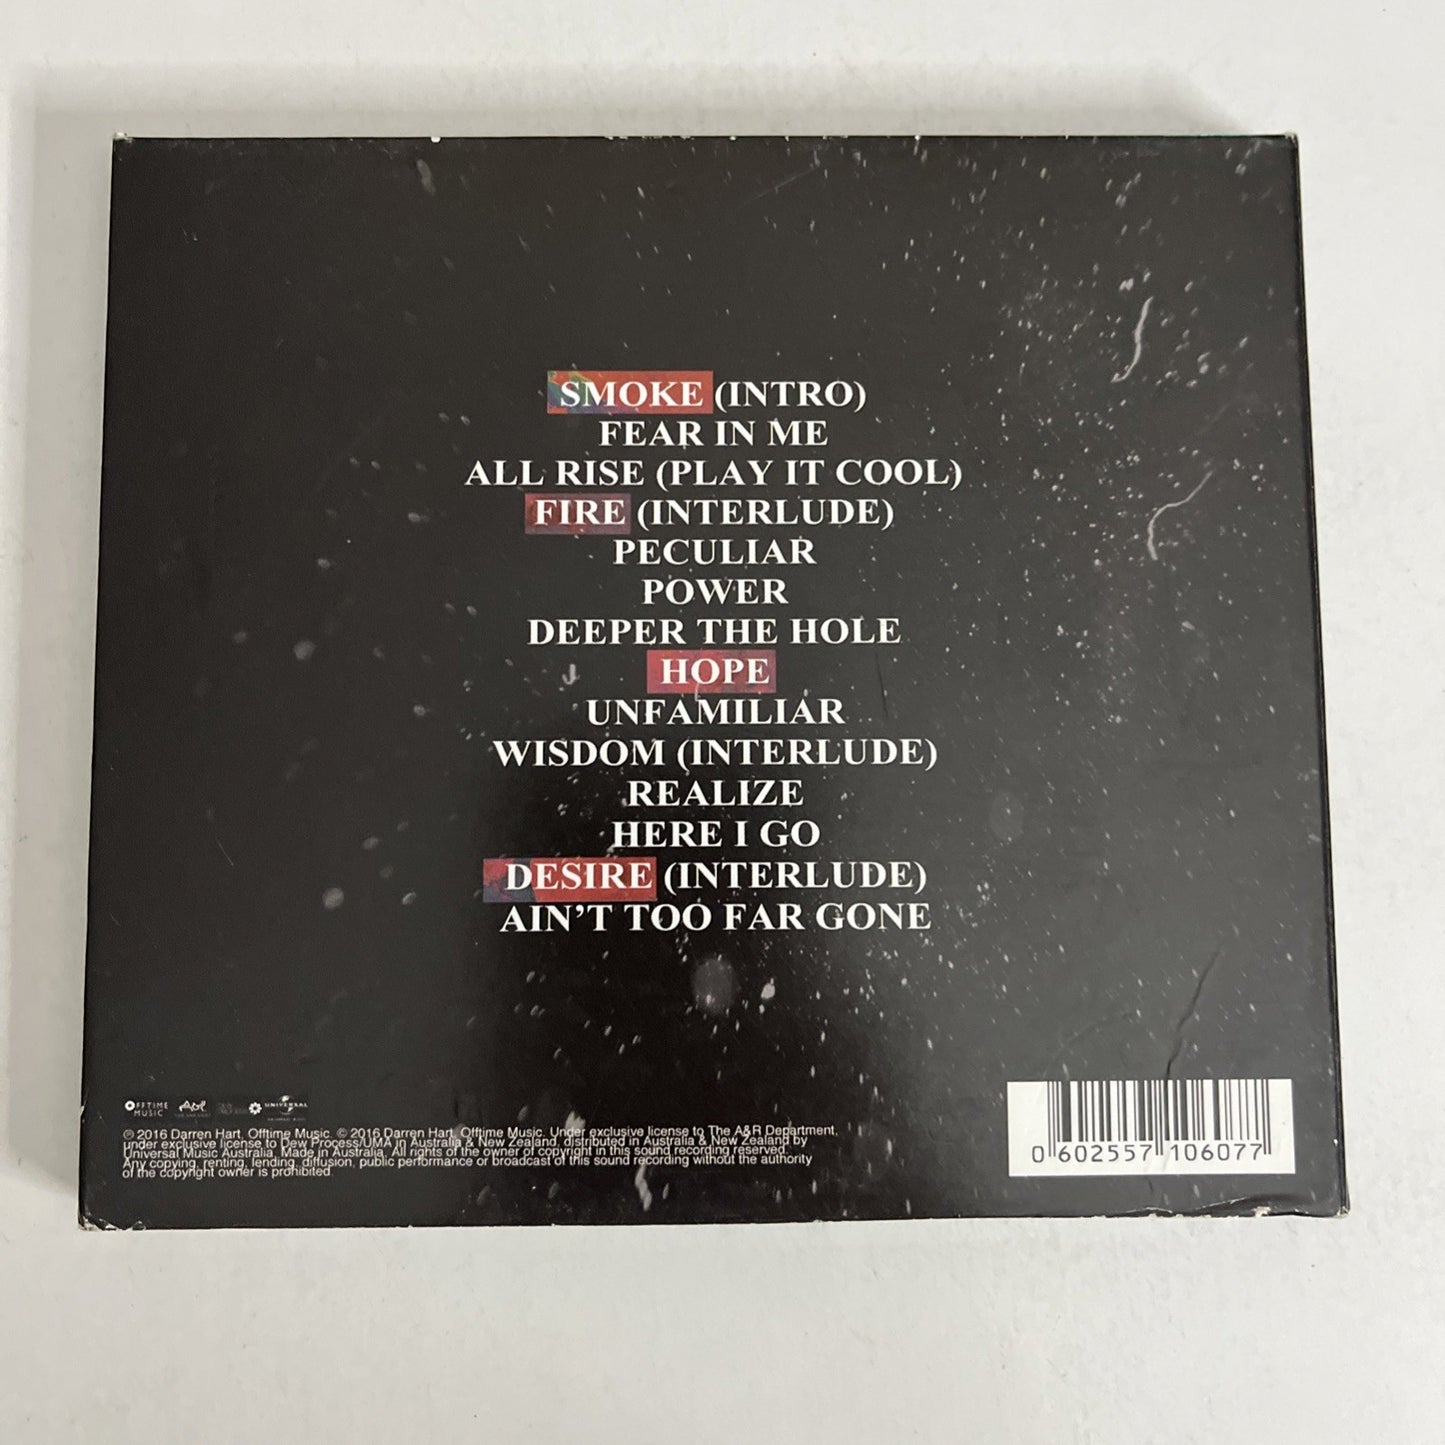 SMOKE (INTRO)
FEAR IN ME
ALL RISE (PLAY IT COOL)
FIRE (INTERLUDE)
PECULIAR
POWER
DEEPER THE HOLE
HOPE
UNFAMILIAR
WISDOM (INTERLUDE)
REALIZE
HERE I GO
DESIRE (INTERLUDE)
AIN'T TOO FAR GONE
OFFTIME
MUSIC
UNIVERSAL
℗ 2016 Darren Hart, Offtime Music. © 2016 Darren Hart, Offtime Music. Under exclusive license to The A&R Department,
under exclusive license to Dew Process/UMA in Australia & New Zealand, distributed in Australia & New Zealand by
Universal Music Australia. Made in Australia. All rights of the owner of copyright in this sound recording reserved.
Any copying, renting, lending, diffusion, public performance or broadcast of this sound recording without the authority
of the copyright owner is prohibited.
0 602557 106077